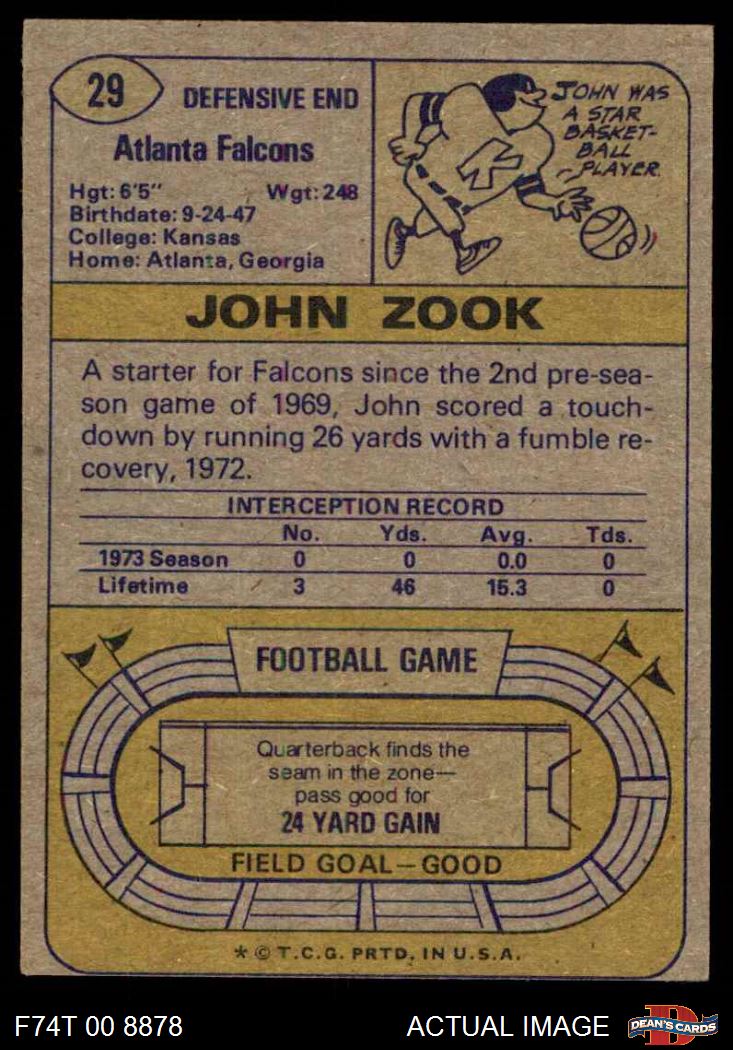 29
DEFENSIVE END
Atlanta Falcons
Hgt: 6'5" Wgt: 248
Birthdate: 9-24-47
College: Kansas
Home: Atlanta, Georgia
JOHN WAS
A STAR
BASKET-
BALL
PLAYER.
K
JOHN ZOOK
A starter for Falcons since the 2nd pre-sea-
son game of 1969, John scored a touch-
down by running 26 yards with a fumble re-
covery, 1972.
INTERCEPTION RECORD
No. Yds. Avg. Tds.
1973 Season 0 0 0.0 0
Lifetime 3 46 15.3 0
FOOTBALL GAME
Quarterback finds the
seam in the zone—
pass good for
24 YARD GAIN
FIELD GOAL—GOOD
* © T.C.G. PRTD. IN U.S.A.
F74T 00 8878 ACTUAL IMAGE
D
DEAN'S CARDS